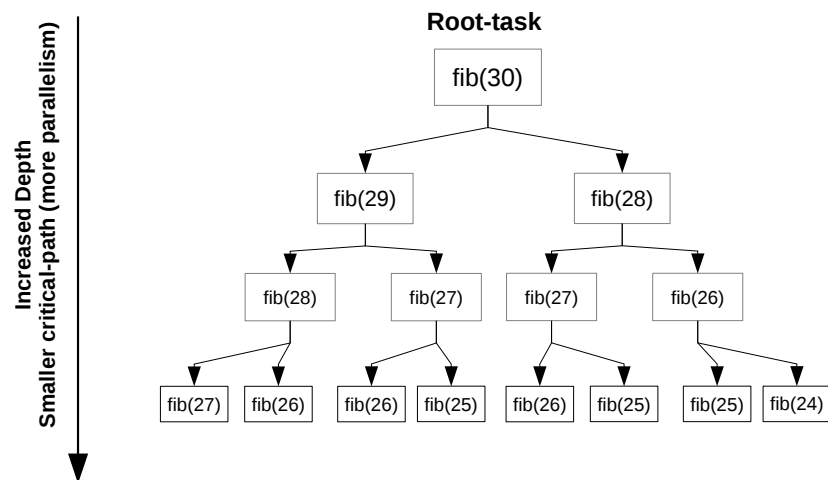 Root-task
fib(30)
Increased Depth
Smaller critical-path (more parallelism)
fib(29)
fib(28)
fib(28)
fib(27)
fib(27)
fib(26)
fib(27)
fib(26)
fib(26)
fib(25)
fib(26)
fib(25)
fib(25)
fib(24)